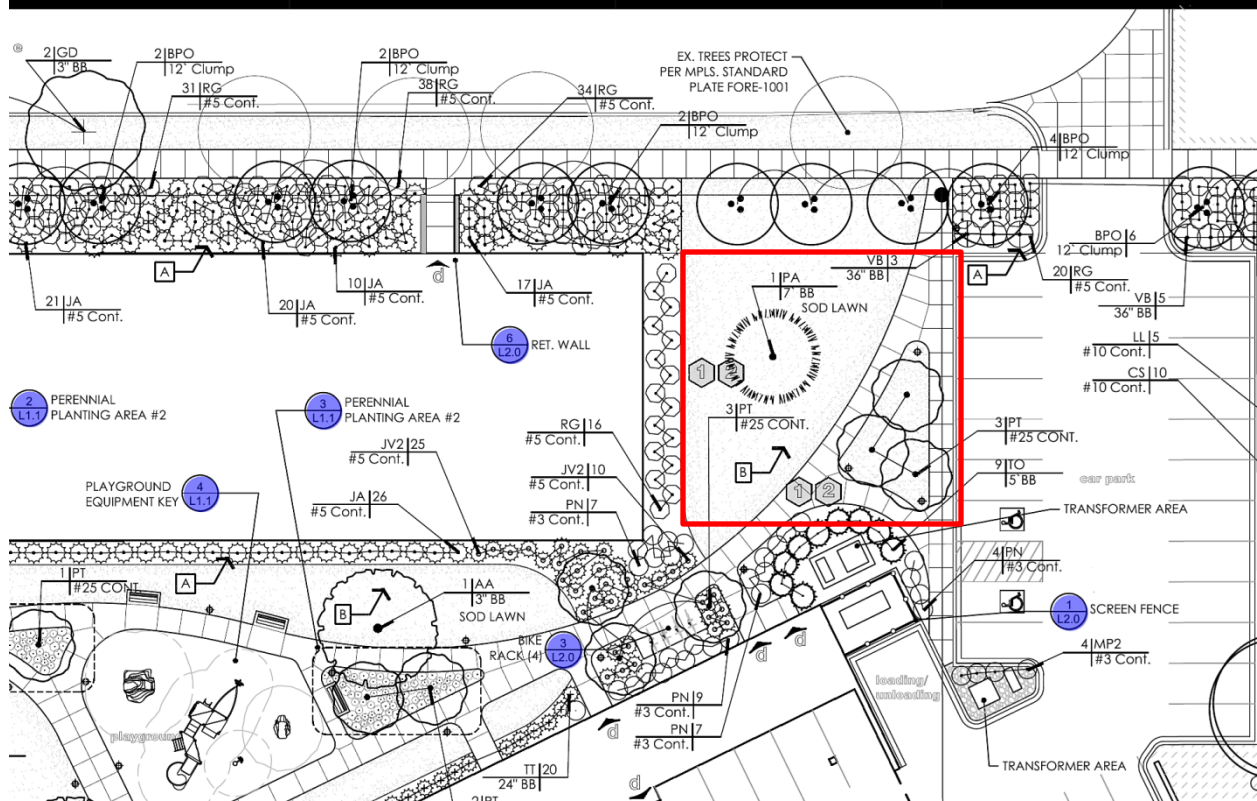 e
2|GD
3" BB
2|BPO
12` Clump
31|RG
#5 Cont.
2|BPO
12` Clump
38|RG
#5 Cont.
34|RG
#5 Cont.
EX. TREES PROTECT
PER MPLS. STANDARD
PLATE FORE-1001
2|BPO
12` Clump
4|BPO
12` Clump
A
21|JA
#5 Cont.
20|JA
#5 Cont.
10|JA
#5 Cont.
d
17|JA
#5 Cont.
6
L2.0
RET. WALL
VB|3
36" BB
1|PA
7` BB
SOD LAWN
A
BPO|6
12` Clump
20|RG
#5 Cont.
VB|5
36" BB
LL|5
#10 Cont.
CS|10
#10 Cont.
1
2
2
L1.1
PERENNIAL
PLANTING AREA #2
3
L1.1
PERENNIAL
PLANTING AREA #2
JV2|25
#5 Cont.
RG|16
#5 Cont.
3|PT
#25 CONT.
3|PT
#25 CONT.
4
L1.1
PLAYGROUND
EQUIPMENT KEY
JA|26
#5 Cont.
JV2|10
#5 Cont.
PN|7
#3 Cont.
B
1
2
9|TO
5` BB
car park
TRANSFORMER AREA
1|PT
#25 CONT.
A
B
1|AA
3" BB
SOD LAWN
4|PN
#3 Cont.
1
L2.0
SCREEN FENCE
BIKE
RACK (4)
3
L2.0
d
d
4|MP2
#3 Cont.
loading/
unloading
playground
PN|9
#3 Cont.
PN|7
#3 Cont.
d
TT|20
24" BB
TRANSFORMER AREA
d
2|PT